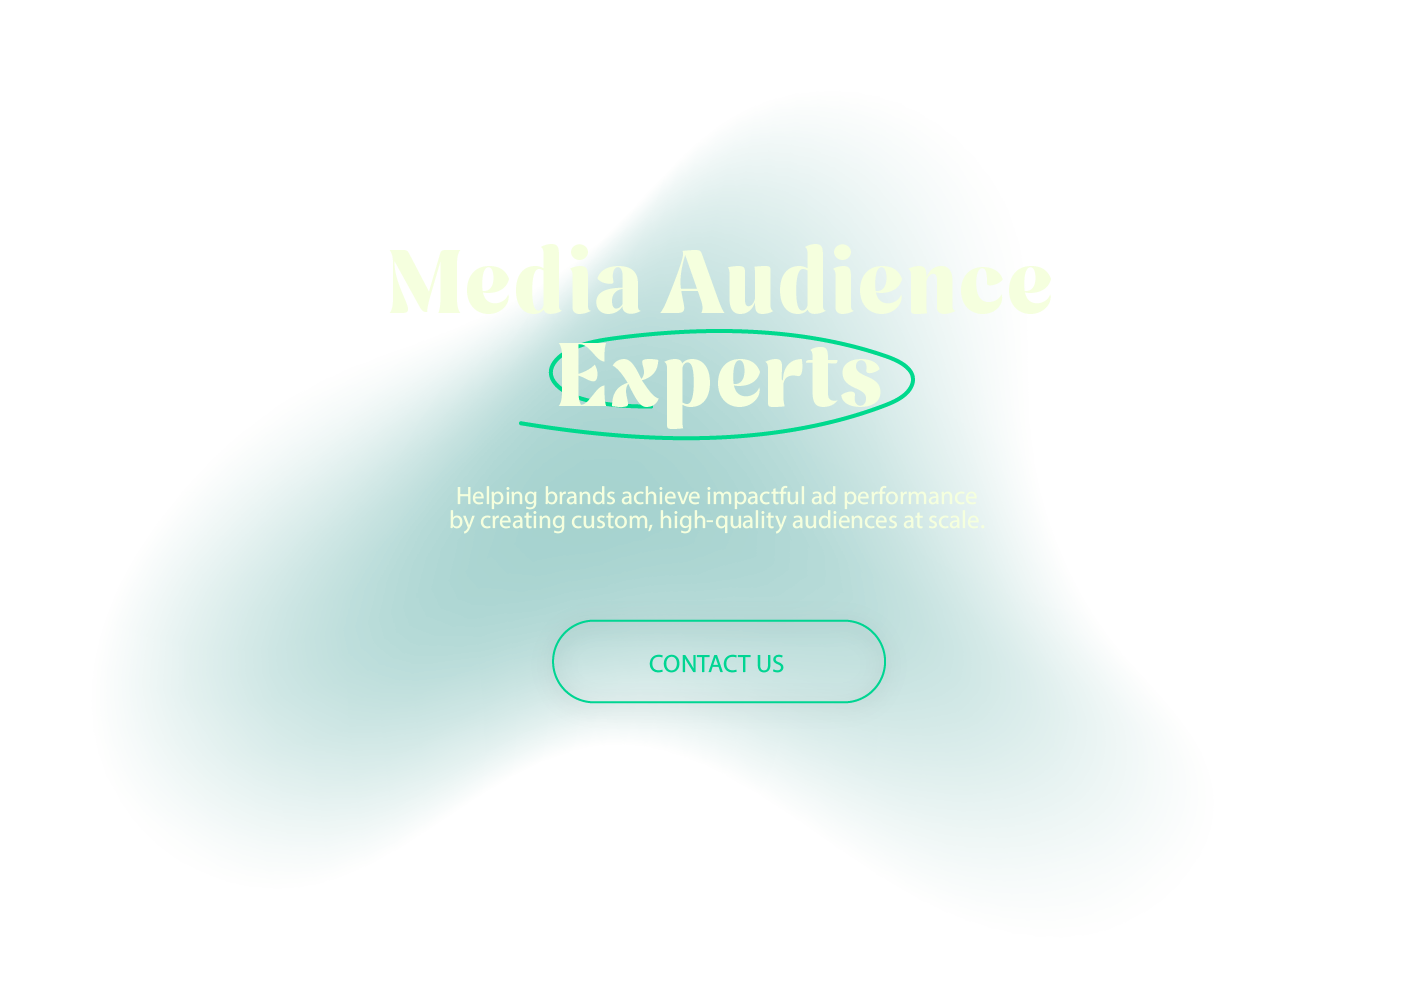 Media Audience
Experts
Helping brands achieve impactful ad performance
by creating custom, high-quality audiences at scale.
CONTACT US